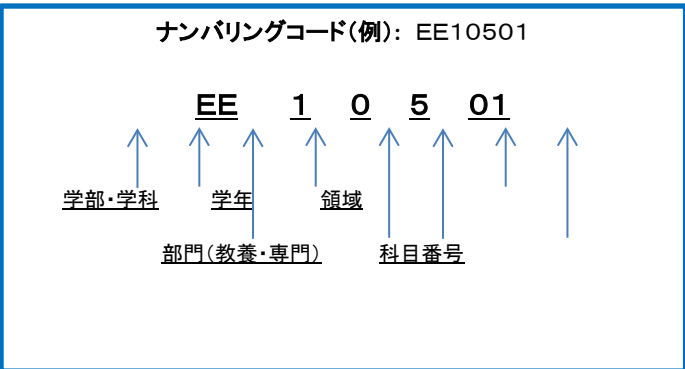 ナンバリングコード(例): EE10501
EE 1 0 5 01
学部・学科 学年 領域
部門(教養・専門) 科目番号